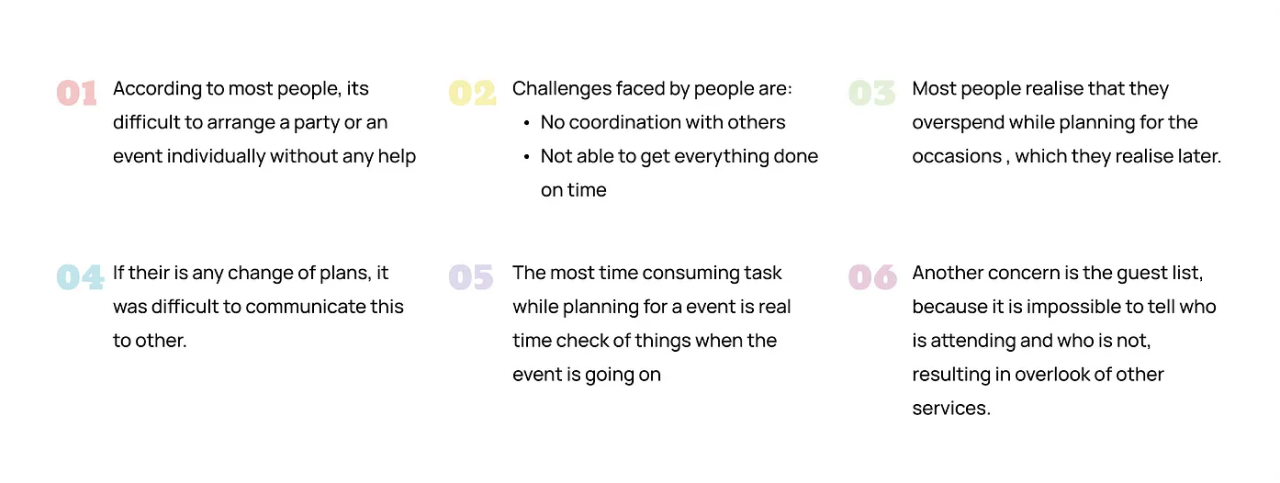 01 According to most people, its
difficult to arrange a party or an
event individually without any help
02 Challenges faced by people are:
• No coordination with others
• Not able to get everything done
on time
03 Most people realise that they
overspend while planning for the
occasions , which they realise later.
04 If their is any change of plans, it
was difficult to communicate this
to other.
05 The most time consuming task
while planning for a event is real
time check of things when the
event is going on
06 Another concern is the guest list,
because it is impossible to tell who
is attending and who is not,
resulting in overlook of other
services.